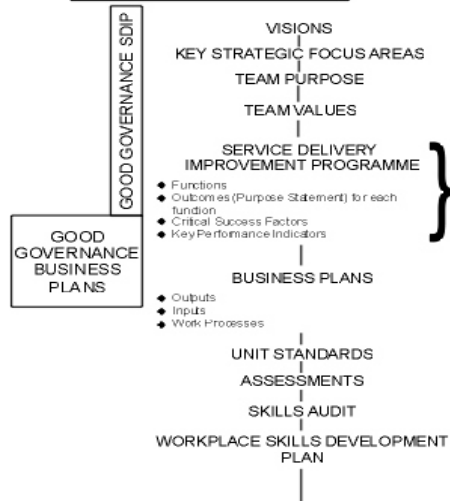 GOOD GOVERNANCE SDIP
GOOD
GOVERNANCE
BUSINESS
PLANS
VISIONS
KEY STRATEGIC FOCUS AREAS
TEAM PURPOSE
TEAM VALUES
SERVICE DELIVERY
IMPROVEMENT PROGRAMME
◆ Functions
◆ Outcomes (Purpose Statement) for each
function
◆ Critical Success Factors
◆ Key Performance Indicators
BUSINESS PLANS
◆ Outputs
◆ Inputs
◆ Work Processes
UNIT STANDARDS
ASSESSMENTS
SKILLS AUDIT
WORKPLACE SKILLS DEVELOPMENT
PLAN